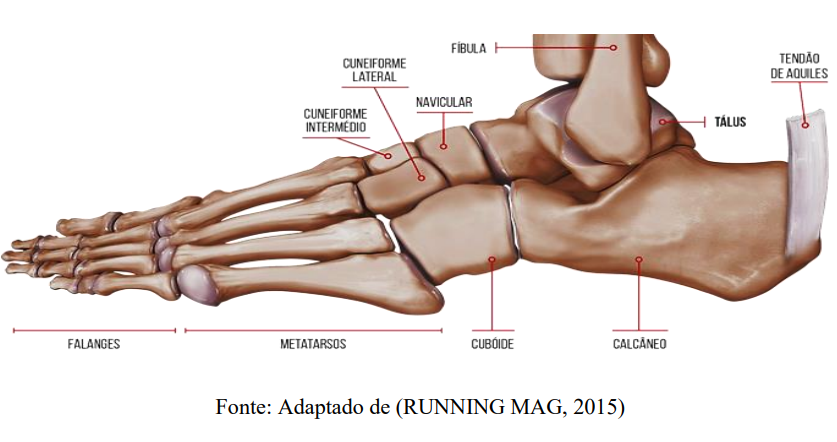 FÍBULA
TENDÃO
DE AQUILES
CUNEIFORME
LATERAL
NAVICULAR
CUNEIFORME
INTERMÉDIO
TÁLUS
FALANGES
METATARSOS
CUBÓIDE
CALCÂNEO
Fonte: Adaptado de (RUNNING MAG, 2015)